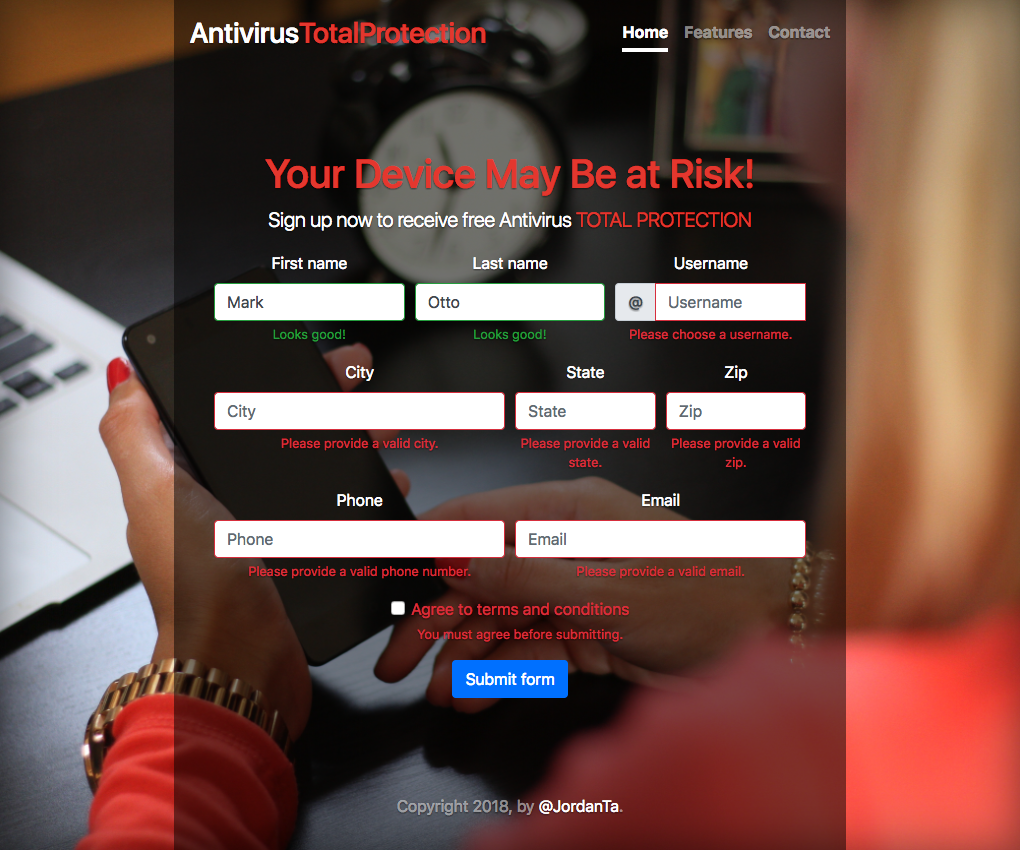 AntivirusTotalProtection
Home Features Contact
Your Device May Be at Risk!
Sign up now to receive free Antivirus TOTAL PROTECTION
First name Last name Username
Mark Otto @ Username
Looks good! Looks good! Please choose a username.
City State Zip
City State Zip
Please provide a valid city. Please provide a valid state. Please provide a valid zip.
Phone Email
Phone Email
Please provide a valid phone number. Please provide a valid email.
Agree to terms and conditions
You must agree before submitting.
Submit form
Copyright 2018, by @JordanTa.